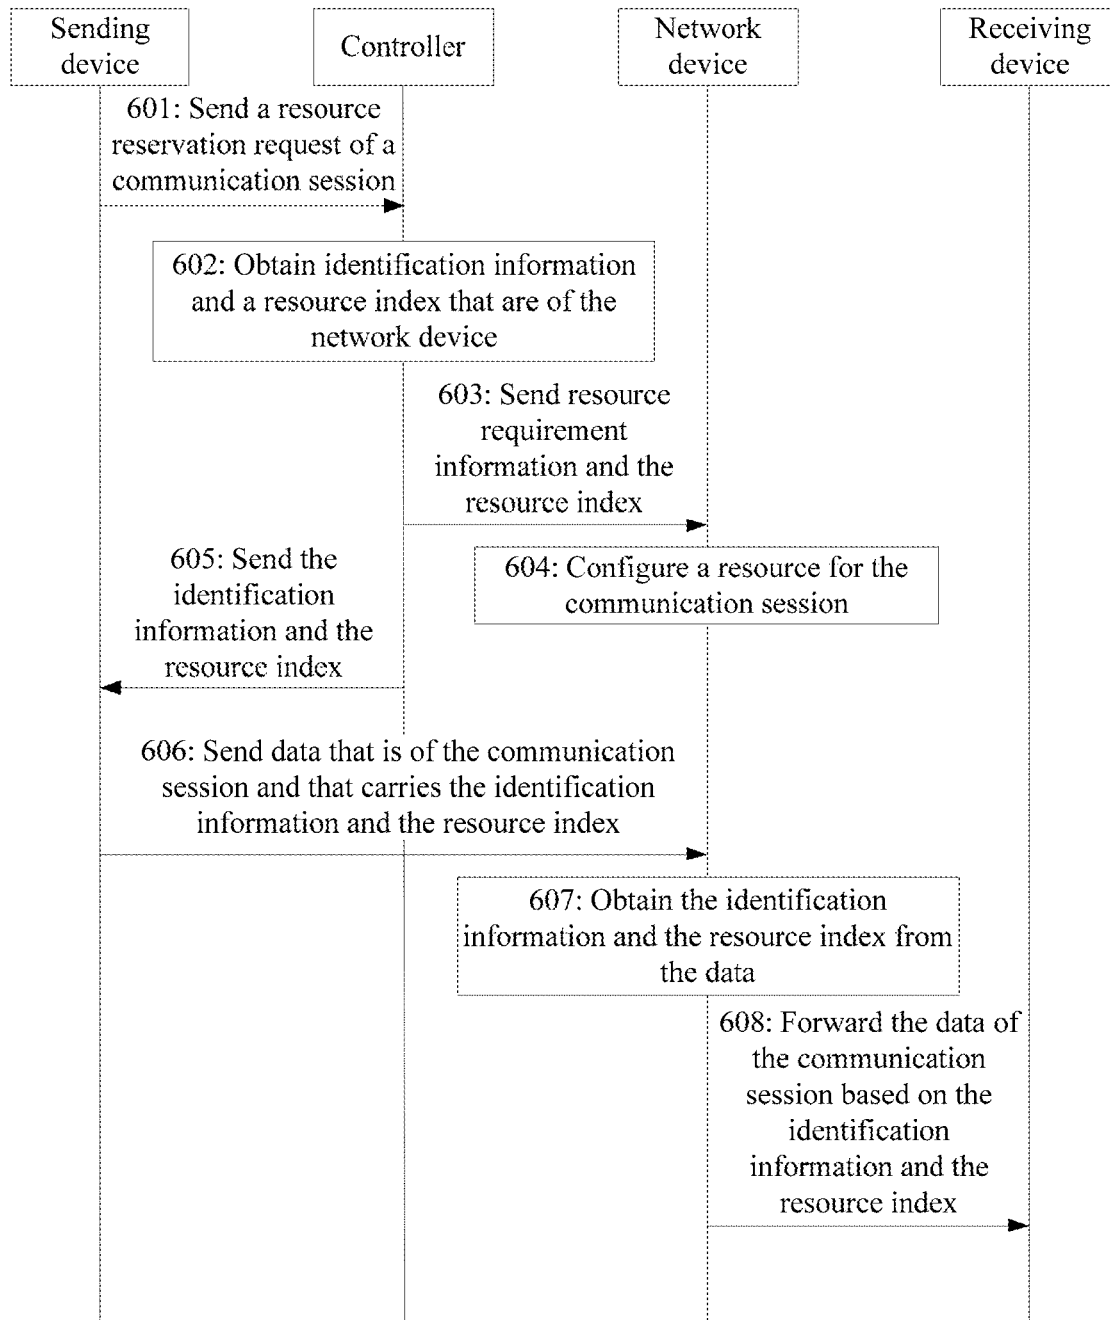 Sending
device
Controller
Network
device
Receiving
device
601: Send a resource
reservation request of a
communication session
602: Obtain identification information
and a resource index that are of the
network device
603: Send resource
requirement
information and the
resource index
604: Configure a resource for the
communication session
605: Send the
identification
information and the
resource index
606: Send data that is of the communication
session and that carries the identification
information and the resource index
607: Obtain the identification
information and the resource index from
the data
608: Forward the data of
the communication
session based on the
identification
information and the
resource index